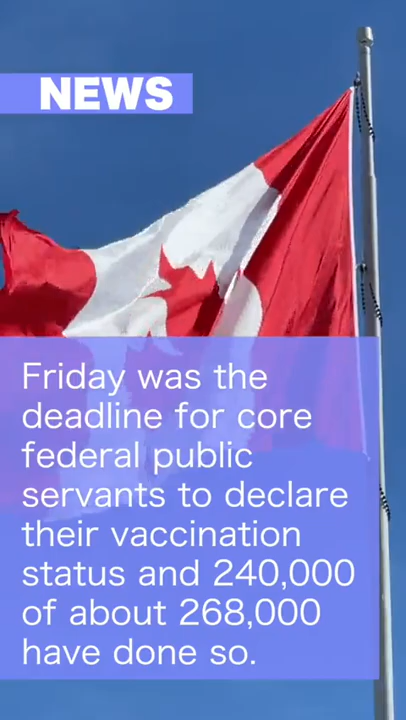 NEWS
Friday was the
deadline for core
federal public
servants to declare
their vaccination
status and 240,000
of about 268,000
have done so.